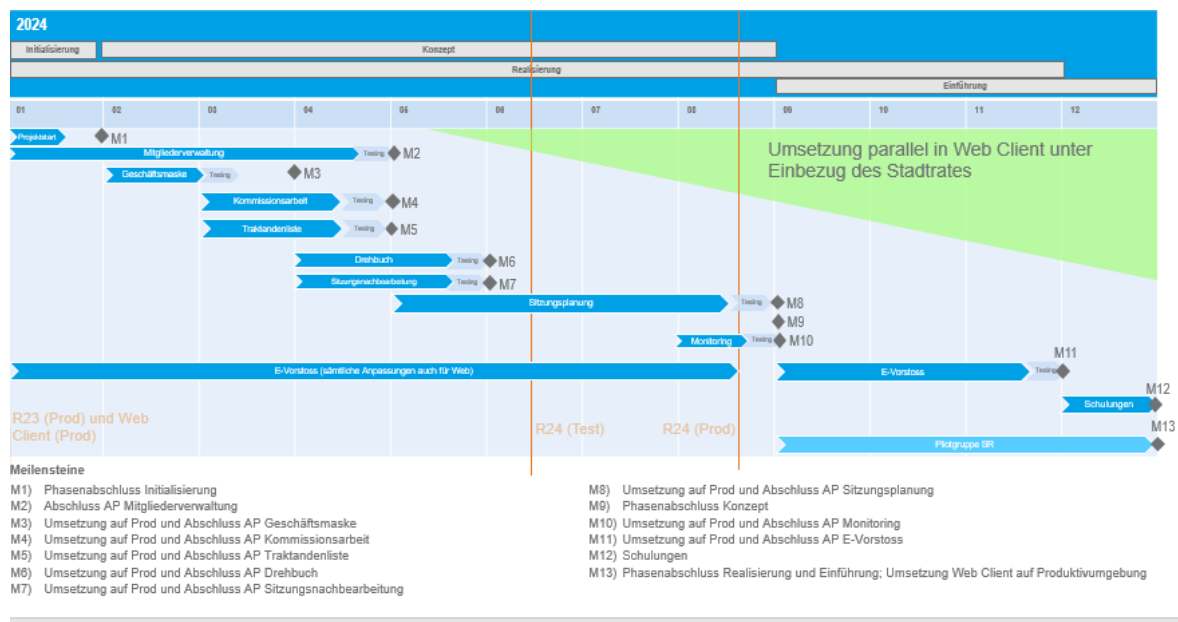 2024
Initialisierung
Konzept
Realisierung
Einführung
01 02 03 04 05 06 07 08 09 10 11 12
Projektstart
M1
Mitgliederverwaltung
Testing
M2
Umsetzung parallel in Web Client unter
Einbezug des Stadtrates
Geschäftsmaske
Testing
M3
Kommissionsarbeit
Testing
M4
Traktandenliste
Testing
M5
Drehbuch
Testing
M6
Sitzungsnachbearbeitung
Testing
M7
Sitzungsplanung
Testing
M8
M9
Monitoring
Testing
M10
E-Vorstoss (sämtliche Anpassungen auch für Web)
E-Vorstoss
Testing
M11
Schulungen
M12
R23 (Prod) und Web
Client (Prod)
R24 (Test)
R24 (Prod)
Pilotgruppe SR
M13
Meilensteine
M1) Phasenabschluss Initialisierung
M2) Abschluss AP Mitgliederverwaltung
M3) Umsetzung auf Prod und Abschluss AP Geschäftsmaske
M4) Umsetzung auf Prod und Abschluss AP Kommissionsarbeit
M5) Umsetzung auf Prod und Abschluss AP Traktandenliste
M6) Umsetzung auf Prod und Abschluss AP Drehbuch
M7) Umsetzung auf Prod und Abschluss AP Sitzungsnachbearbeitung
M8) Umsetzung auf Prod und Abschluss AP Sitzungsplanung
M9) Phasenabschluss Konzept
M10) Umsetzung auf Prod und Abschluss AP Monitoring
M11) Umsetzung auf Prod und Abschluss AP E-Vorstoss
M12) Schulungen
M13) Phasenabschluss Realisierung und Einführung; Umsetzung Web Client auf Produktivumgebung